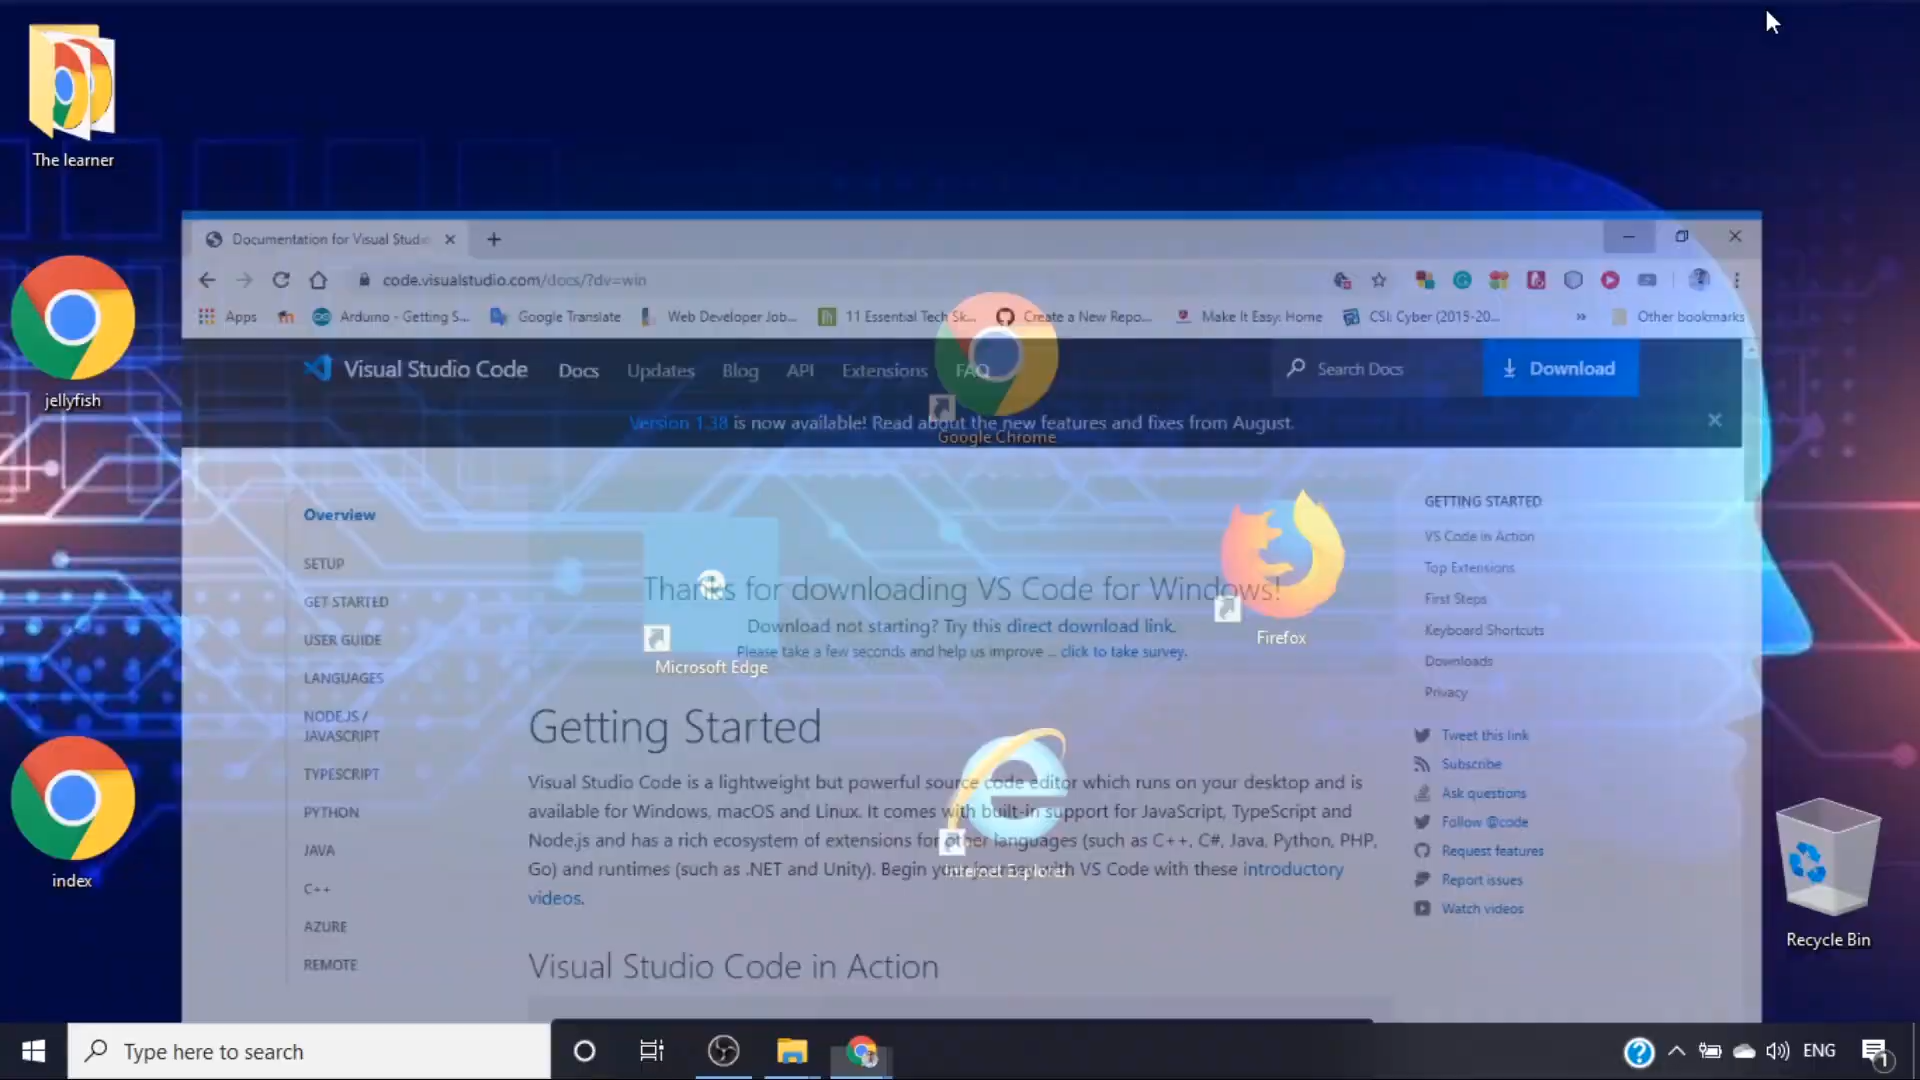 The learner
jellyfish
index
Documentation for Visual Studi
code.visualstudio.com/docs/?dv=win
Apps
Arduino - Getting S...
Google Translate
Web Developer Job...
11 Essential Tech Sk...
Create a New Repo...
Make It Easy: Home
CSI: Cyber (2015-20...
»
Other bookmarks
Visual Studio Code
Docs
Updates
Blog
API
Extensions
FAQ
Search Docs
Download
Version 1.38 is now available! Read about the new features and fixes from August.
Google Chrome
Overview
SETUP
GET STARTED
USER GUIDE
LANGUAGES
NODE.JS /
JAVASCRIPT
TYPESCRIPT
PYTHON
JAVA
C++
AZURE
REMOTE
Thanks for downloading VS Code for Windows!
Download not starting? Try this direct download link.
Please take a few seconds and help us improve ... click to take survey.
Microsoft Edge
Firefox
Getting Started
Visual Studio Code is a lightweight but powerful source code editor which runs on your desktop and is
available for Windows, macOS and Linux. It comes with built-in support for JavaScript, TypeScript and
Node.js and has a rich ecosystem of extensions for other languages (such as C++, C#, Java, Python, PHP,
Go) and runtimes (such as .NET and Unity). Begin your journey with VS Code with these introductory
videos.
Internet Explorer
Visual Studio Code in Action
GETTING STARTED
VS Code in Action
Top Extensions
First Steps
Keyboard Shortcuts
Downloads
Privacy
Tweet this link
Subscribe
Ask questions
Follow @code
Request features
Report issues
Watch videos
Recycle Bin
Type here to search
ENG
1